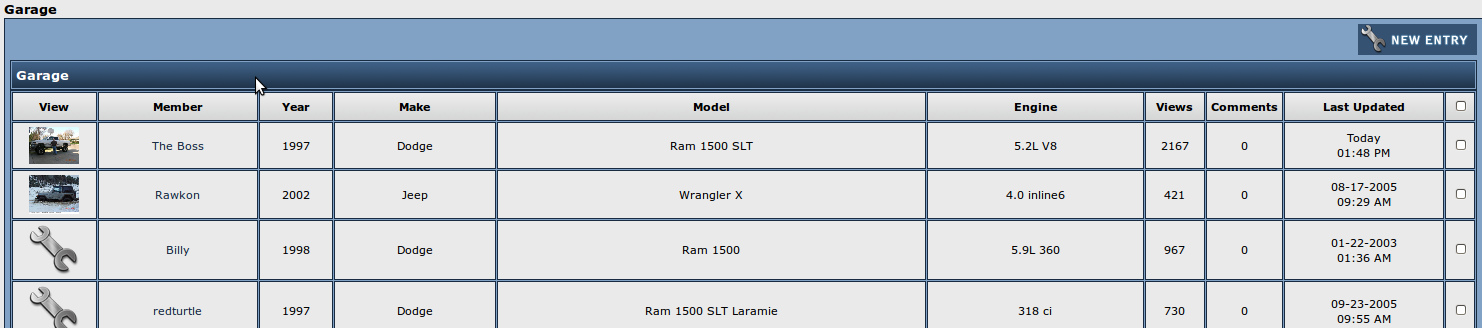 Garage
NEW ENTRY
Garage
View Member Year Make Model Engine Views Comments Last Updated
The Boss 1997 Dodge Ram 1500 SLT 5.2L V8 2167 0 Today
01:48 PM
Rawkon 2002 Jeep Wrangler X 4.0 inline6 421 0 08-17-2005
09:29 AM
Billy 1998 Dodge Ram 1500 5.9L 360 967 0 01-22-2003
01:36 AM
redturtle 1997 Dodge Ram 1500 SLT Laramie 318 ci 730 0 09-23-2005
09:55 AM